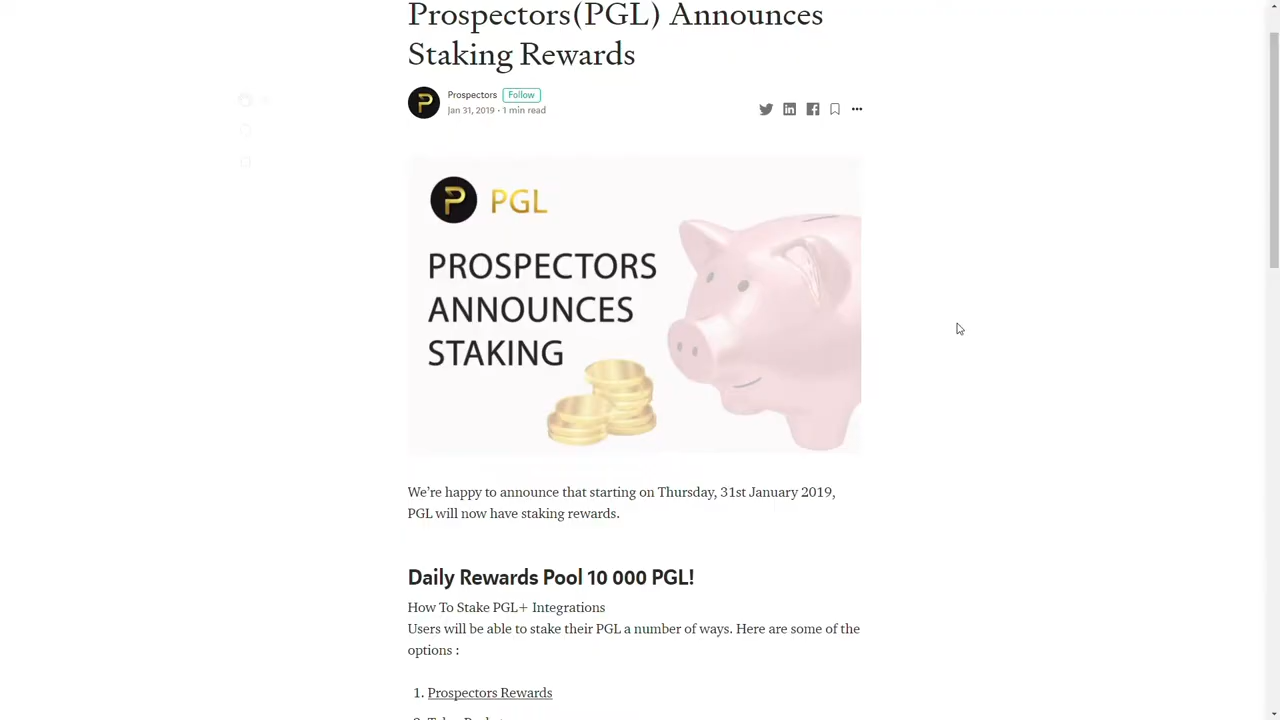 Prospectors(PGL) Announces
Staking Rewards
Prospectors Follow
Jan 31, 2019 · 1 min read
PGL
PROSPECTORS
ANNOUNCES
STAKING
We’re happy to announce that starting on Thursday, 31st January 2019,
PGL will now have staking rewards.
Daily Rewards Pool 10 000 PGL!
How To Stake PGL+ Integrations
Users will be able to stake their PGL a number of ways. Here are some of the
options :
1. Prospectors Rewards